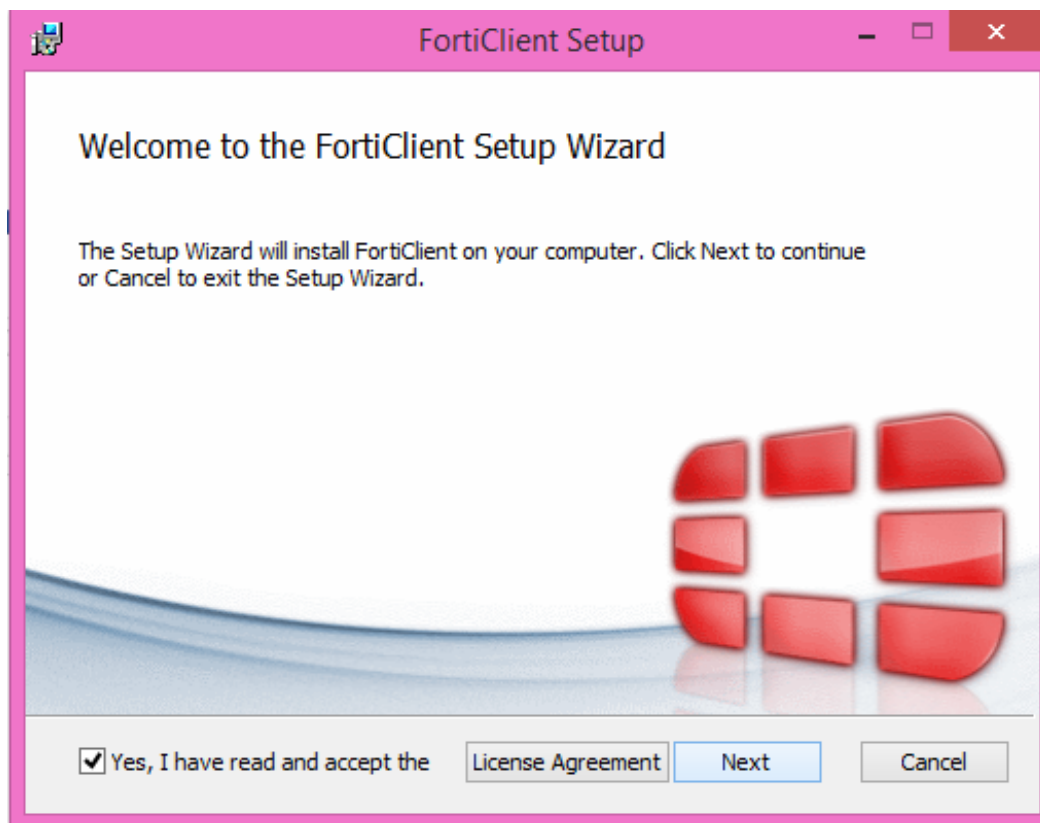 FortiClient Setup
Welcome to the FortiClient Setup Wizard
The Setup Wizard will install FortiClient on your computer. Click Next to continue
or Cancel to exit the Setup Wizard.
Yes, I have read and accept the License Agreement Next Cancel